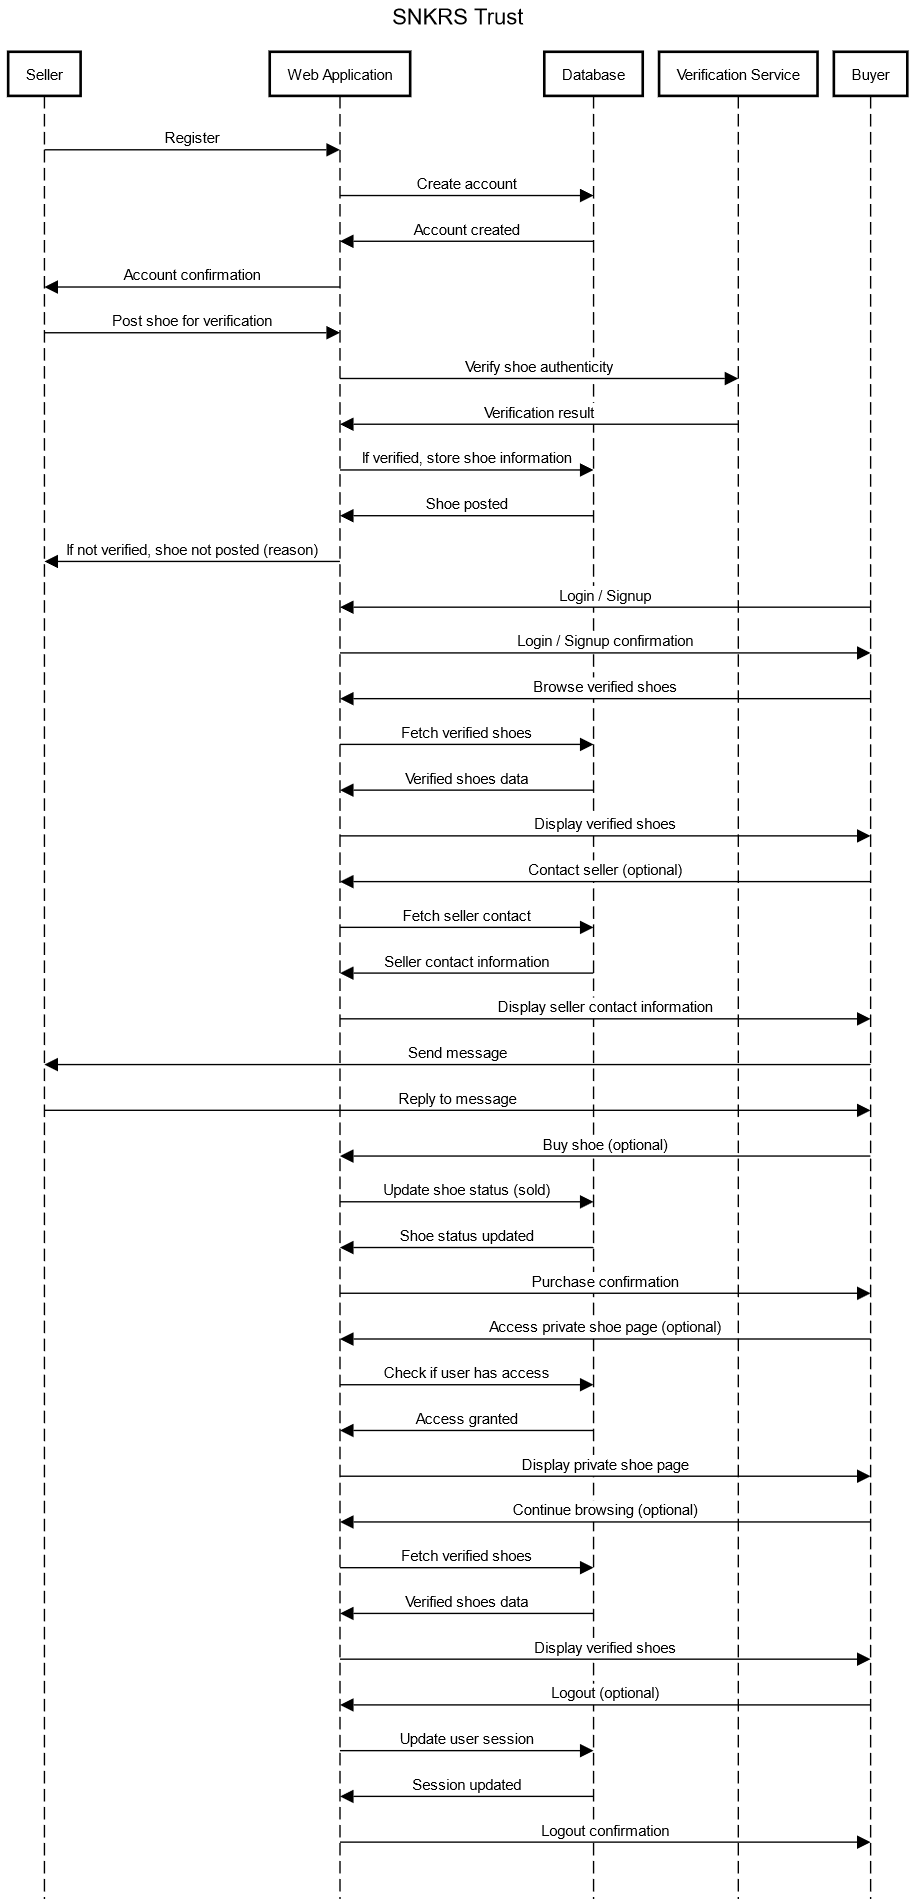 SNKRS Trust
Seller
Web Application
Database
Verification Service
Buyer
Register
Create account
Account created
Account confirmation
Post shoe for verification
Verify shoe authenticity
Verification result
If verified, store shoe information
Shoe posted
If not verified, shoe not posted (reason)
Login / Signup
Login / Signup confirmation
Browse verified shoes
Fetch verified shoes
Verified shoes data
Display verified shoes
Contact seller (optional)
Fetch seller contact
Seller contact information
Display seller contact information
Send message
Reply to message
Buy shoe (optional)
Update shoe status (sold)
Shoe status updated
Purchase confirmation
Access private shoe page (optional)
Check if user has access
Access granted
Display private shoe page
Continue browsing (optional)
Fetch verified shoes
Verified shoes data
Display verified shoes
Logout (optional)
Update user session
Session updated
Logout confirmation